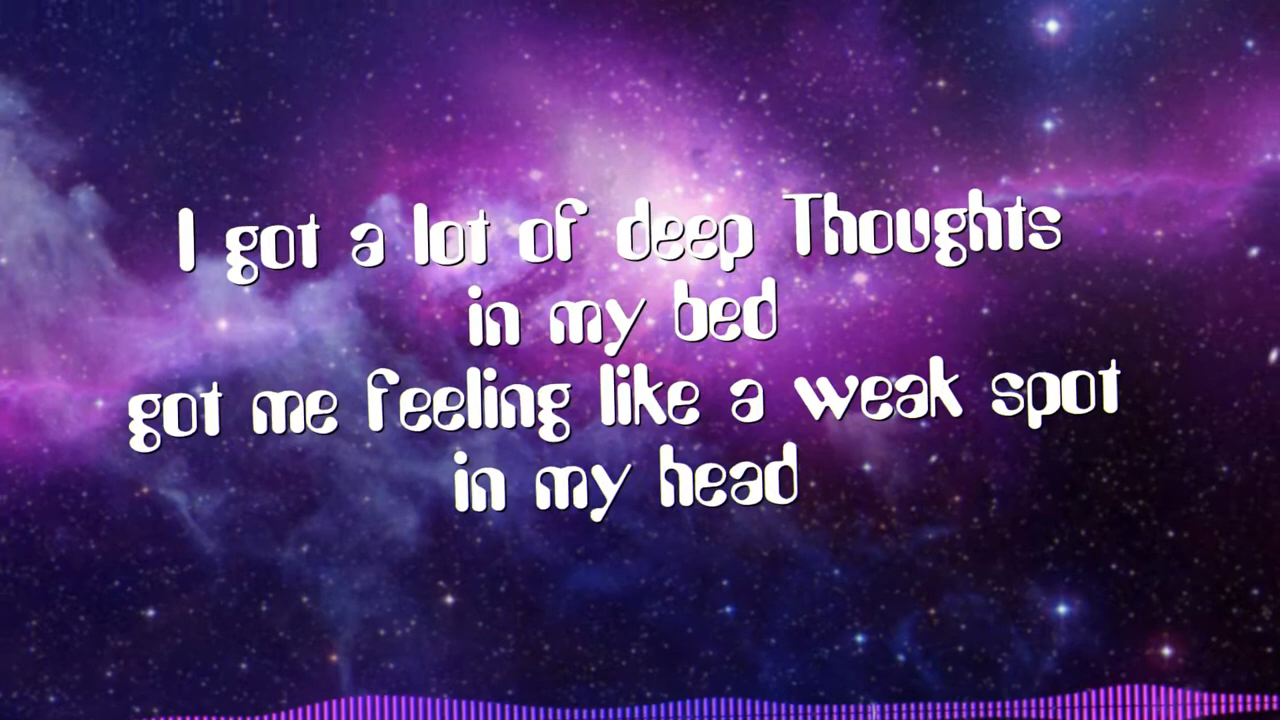 I got a lot of deep Thoughts
in my bed
got me feeling like a weak spot
in my head